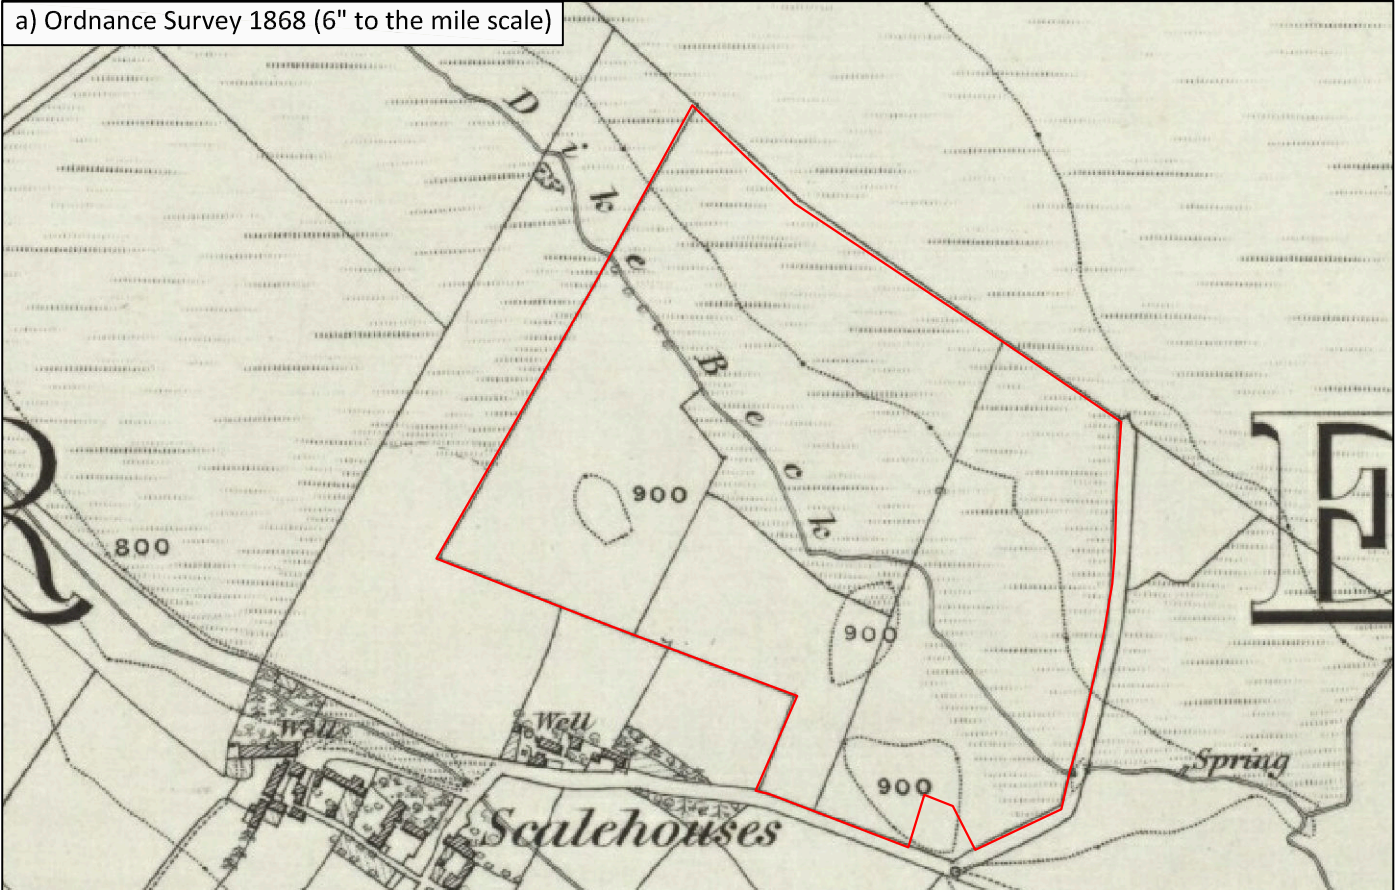 a) Ordnance Survey 1868 (6" to the mile scale)
Dike Beck
R
E
900
800
900
Well
Well
900
Spring
Scalehouses